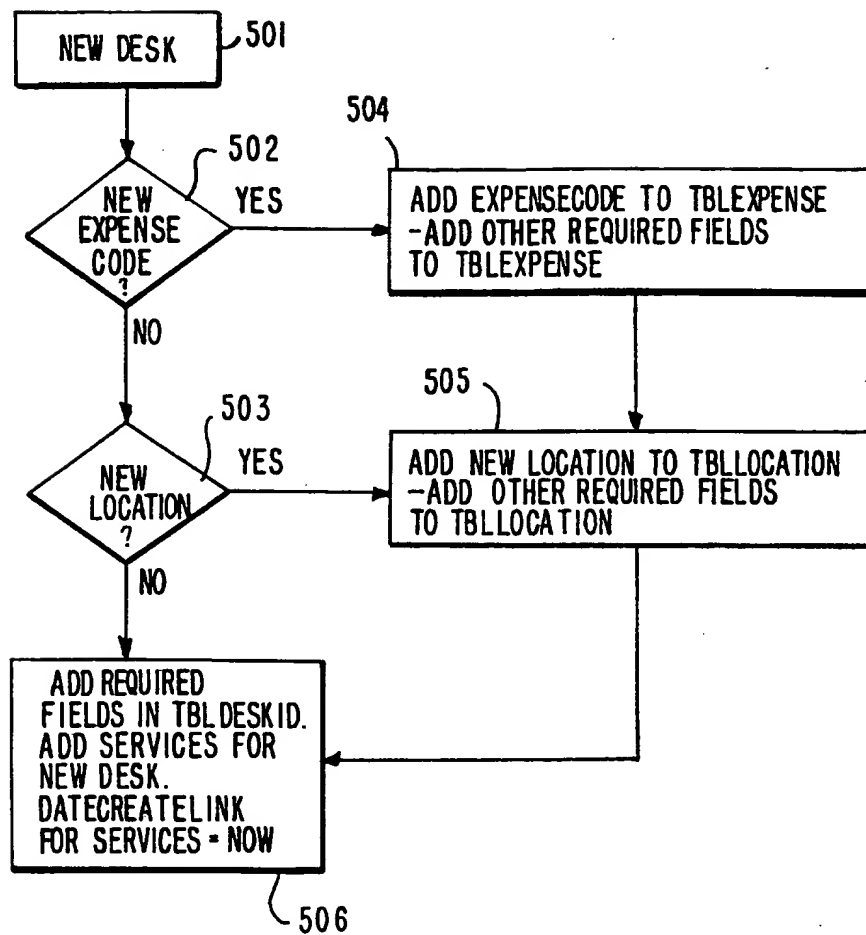 NEW DESK
501
502
NEW
EXPENSE
CODE
?
YES
504
ADD EXPENSECODE TO TBLEXPENSE
-ADD OTHER REQUIRED FIELDS
TO TBLEXPENSE
NO
503
NEW
LOCATION
?
YES
505
ADD NEW LOCATION TO TBLLOCATION
-ADD OTHER REQUIRED FIELDS
TO TBLLOCATION
NO
ADD REQUIRED
FIELDS IN TBLDESKID.
ADD SERVICES FOR
NEW DESK.
DATECREATELINK
FOR SERVICES = NOW
506